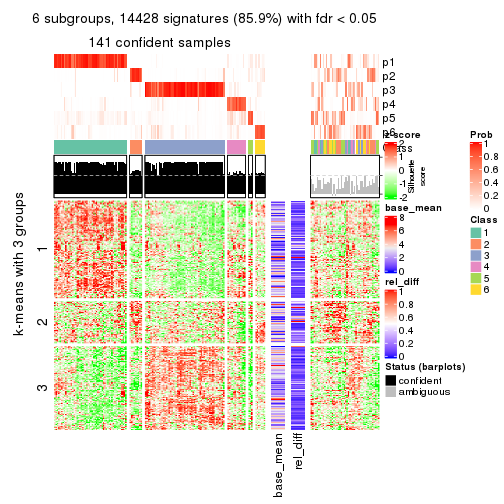 6 subgroups, 14428 signatures (85.9%) with fdr < 0.05
141 confident samples
p1
p2
p3
p4
p5
p6
Class
Silhouette
score
k-means with 3 groups
1
2
3
base_mean
rel_diff
z-score
2
1
0
-1
-2
base_mean
8
6
4
2
0
rel_diff
1
0.8
0.6
0.4
0.2
0
Status (barplots)
confident
ambiguous
Prob
1
0.8
0.6
0.4
0.2
0
Class
1
2
3
4
5
6